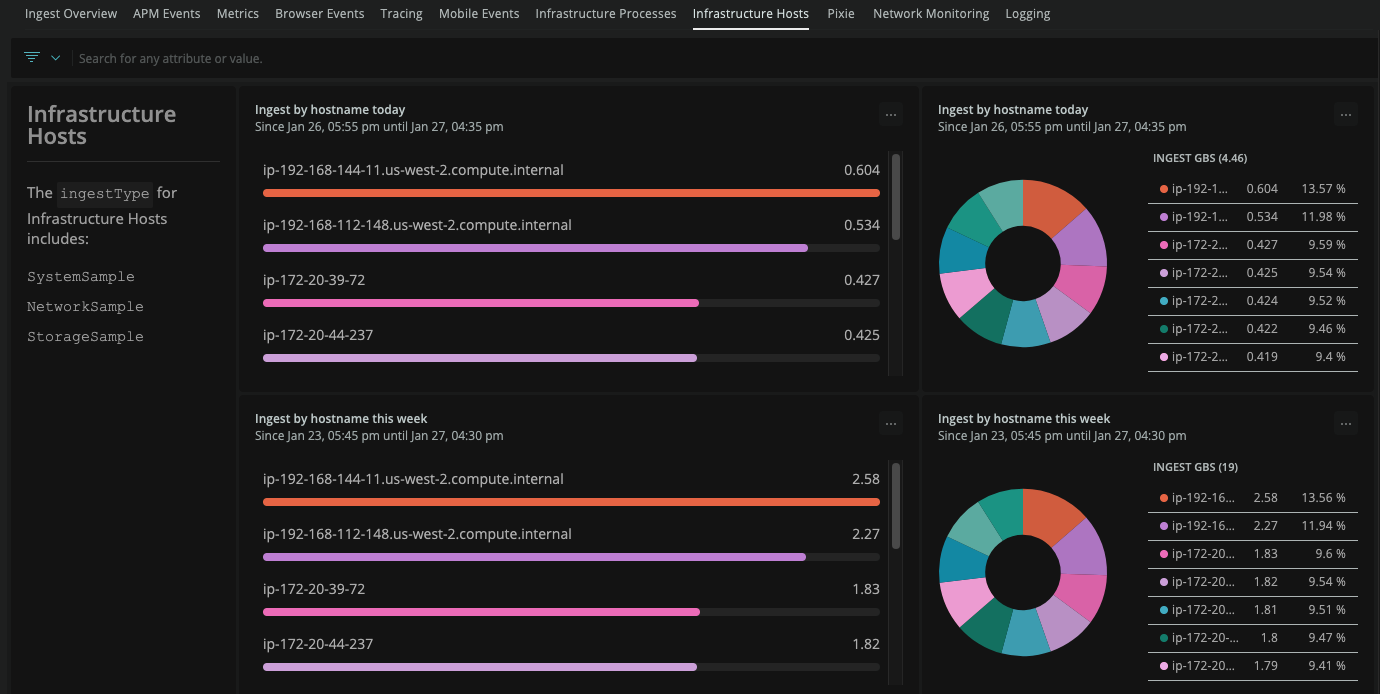 Ingest Overview APM Events Metrics Browser Events Tracing Mobile Events Infrastructure Processes Infrastructure Hosts Pixie Network Monitoring Logging
Search for any attribute or value.
Infrastructure
Hosts
The ingestType for
Infrastructure Hosts
includes:
SystemSample
NetworkSample
StorageSample
Ingest by hostname today
Since Jan 26, 05:55 pm until Jan 27, 04:35 pm
...
ip-192-168-144-11.us-west-2.compute.internal 0.604
ip-192-168-112-148.us-west-2.compute.internal 0.534
ip-172-20-39-72 0.427
ip-172-20-44-237 0.425
Ingest by hostname today
Since Jan 26, 05:55 pm until Jan 27, 04:35 pm
...
INGEST GBS (4.46)
ip-192-1... 0.604 13.57 %
ip-192-1... 0.534 11.98 %
ip-172-2... 0.427 9.59 %
ip-172-2... 0.425 9.54 %
ip-172-2... 0.424 9.52 %
ip-172-2... 0.422 9.46 %
ip-172-2... 0.419 9.4 %
Ingest by hostname this week
Since Jan 23, 05:45 pm until Jan 27, 04:30 pm
...
ip-192-168-144-11.us-west-2.compute.internal 2.58
ip-192-168-112-148.us-west-2.compute.internal 2.27
ip-172-20-39-72 1.83
ip-172-20-44-237 1.82
Ingest by hostname this week
Since Jan 23, 05:45 pm until Jan 27, 04:30 pm
...
INGEST GBS (19)
ip-192-16... 2.58 13.56 %
ip-192-16... 2.27 11.94 %
ip-172-20... 1.83 9.6 %
ip-172-20... 1.82 9.54 %
ip-172-20... 1.81 9.51 %
ip-172-20-... 1.8 9.47 %
ip-172-20... 1.79 9.41 %